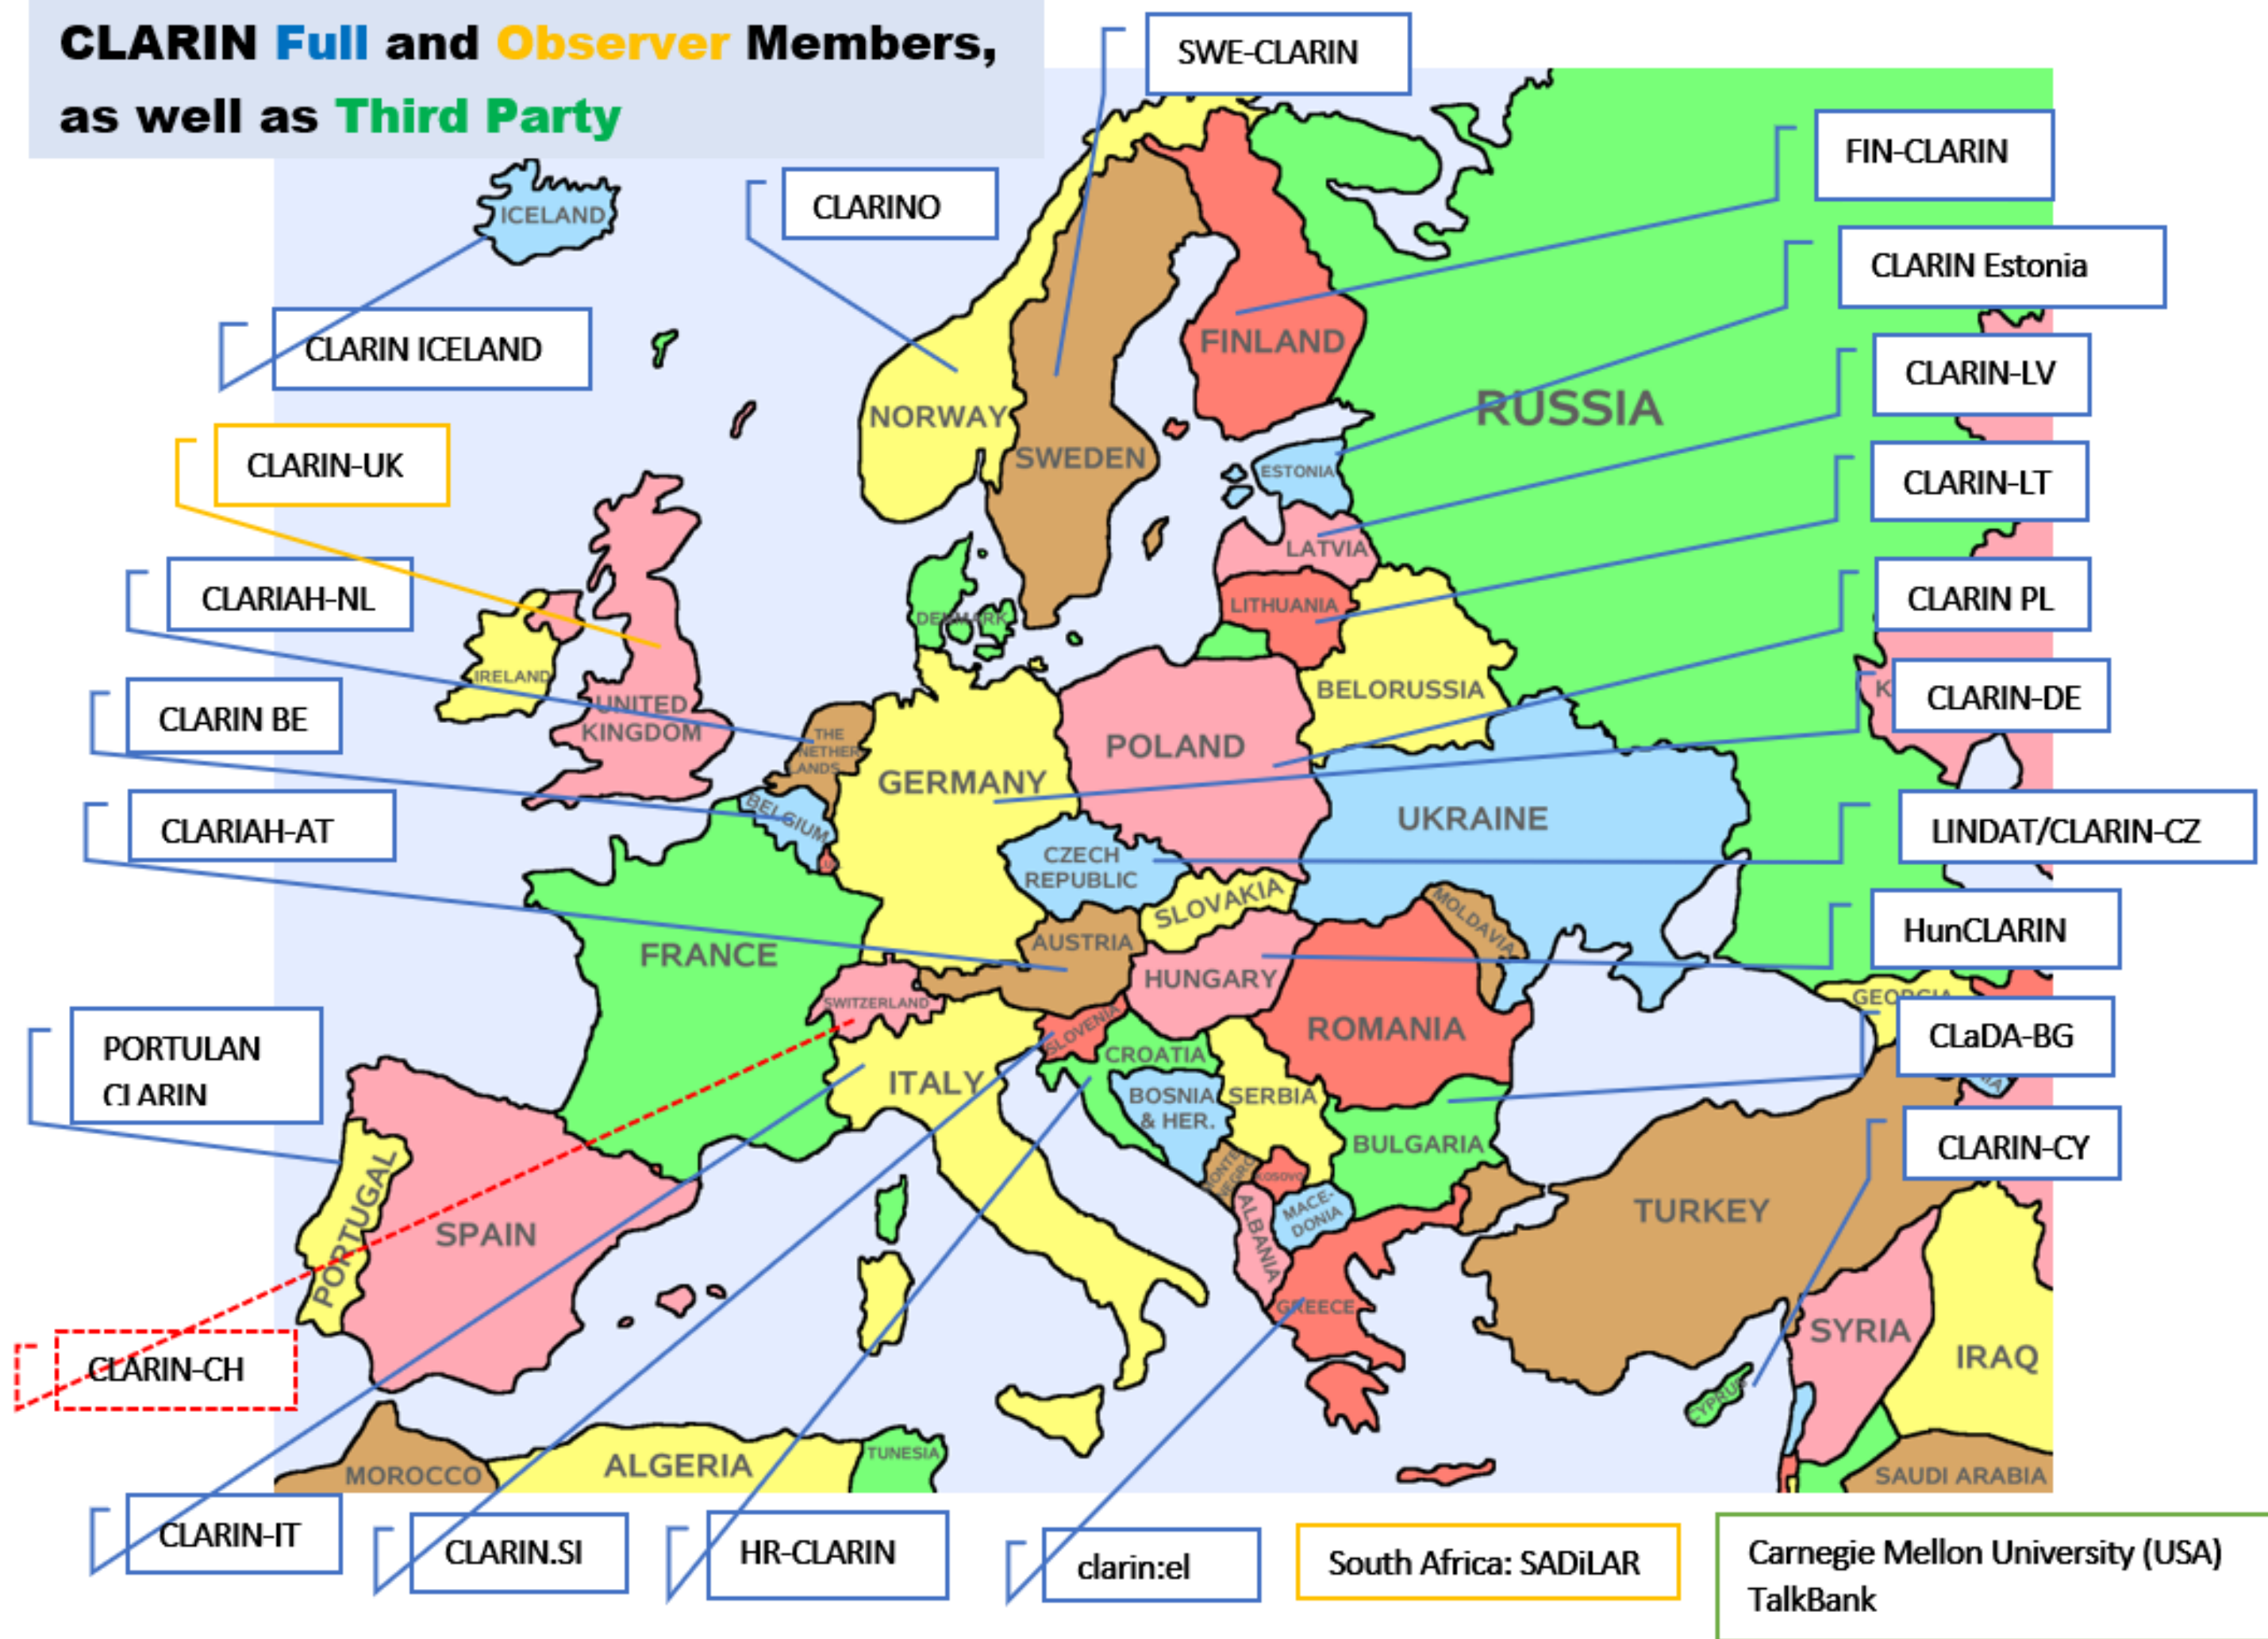 CLARIN Full and Observer Members,
as well as Third Party
SWE-CLARIN
FIN-CLARIN
CLARINO
ICELAND
CLARIN Estonia
CLARIN ICELAND
FINLAND
CLARIN-LV
RUSSIA
NORWAY
SWEDEN
CLARIN-UK
ESTONIA
CLARIN-LT
LATVIA
CLARIAH-NL
LITHUANIA
CLARIN PL
DENMARK
IRELAND
BELORUSSIA
K
CLARIN-DE
CLARIN BE
UNITED
KINGDOM
THE
NETHER
LANDS
POLAND
GERMANY
BELGIUM
UKRAINE
CLARIAH-AT
LINDAT/CLARIN-CZ
CZECH
REPUBLIC
SLOVAKIA
MOLDAVIA
HunCLARIN
FRANCE
AUSTRIA
HUNGARY
SWITZERLAND
GEORGIA
PORTULAN
CLARIN
SLOVENIA
ROMANIA
CLaDA-BG
CROATIA
ITALY
BOSNIA
& HER.
SERBIA
IA
BULGARIA
CLARIN-CY
MONTE
NEGRO
KOSOVO
PORTUGAL
SPAIN
ALBANIA
MACE-
DONIA
TURKEY
GREECE
SYRIA
IRAQ
CLARIN-CH
CYPRUS
MOROCCO
ALGERIA
TUNESIA
SAUDI ARABIA
CLARIN-IT
CLARIN.SI
HR-CLARIN
clarin:el
South Africa: SADiLAR
Carnegie Mellon University (USA)
TalkBank